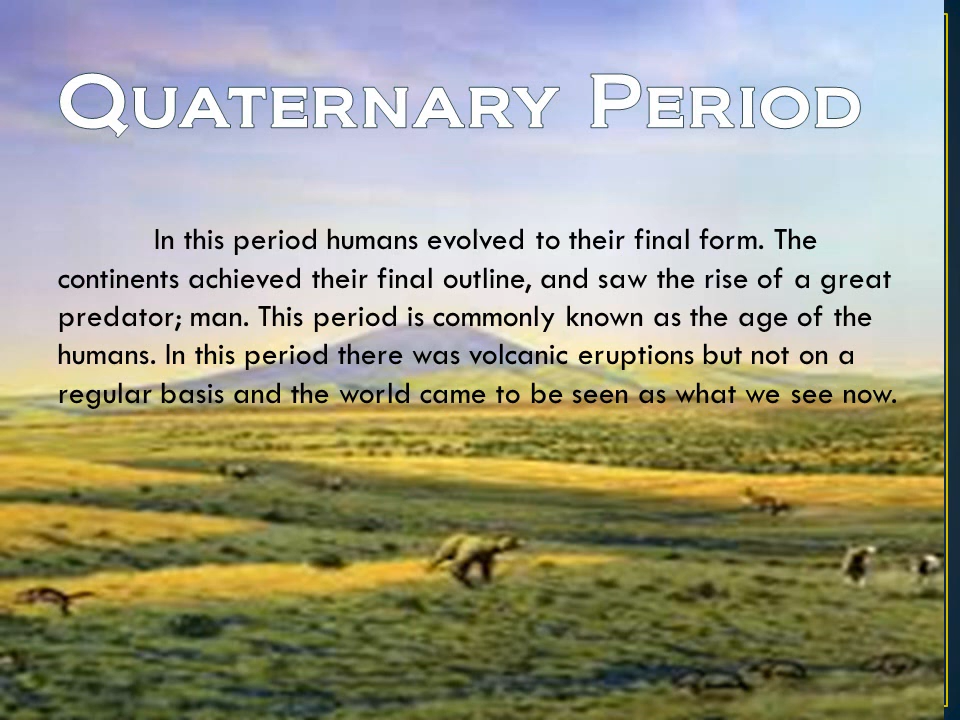 Quaternary Period
In this period humans evolved to their final form. The
continents achieved their final outline, and saw the rise of a great
predator; man. This period is commonly known as the age of the
humans. In this period there was volcanic eruptions but not on a
regular basis and the world came to be seen as what we see now.